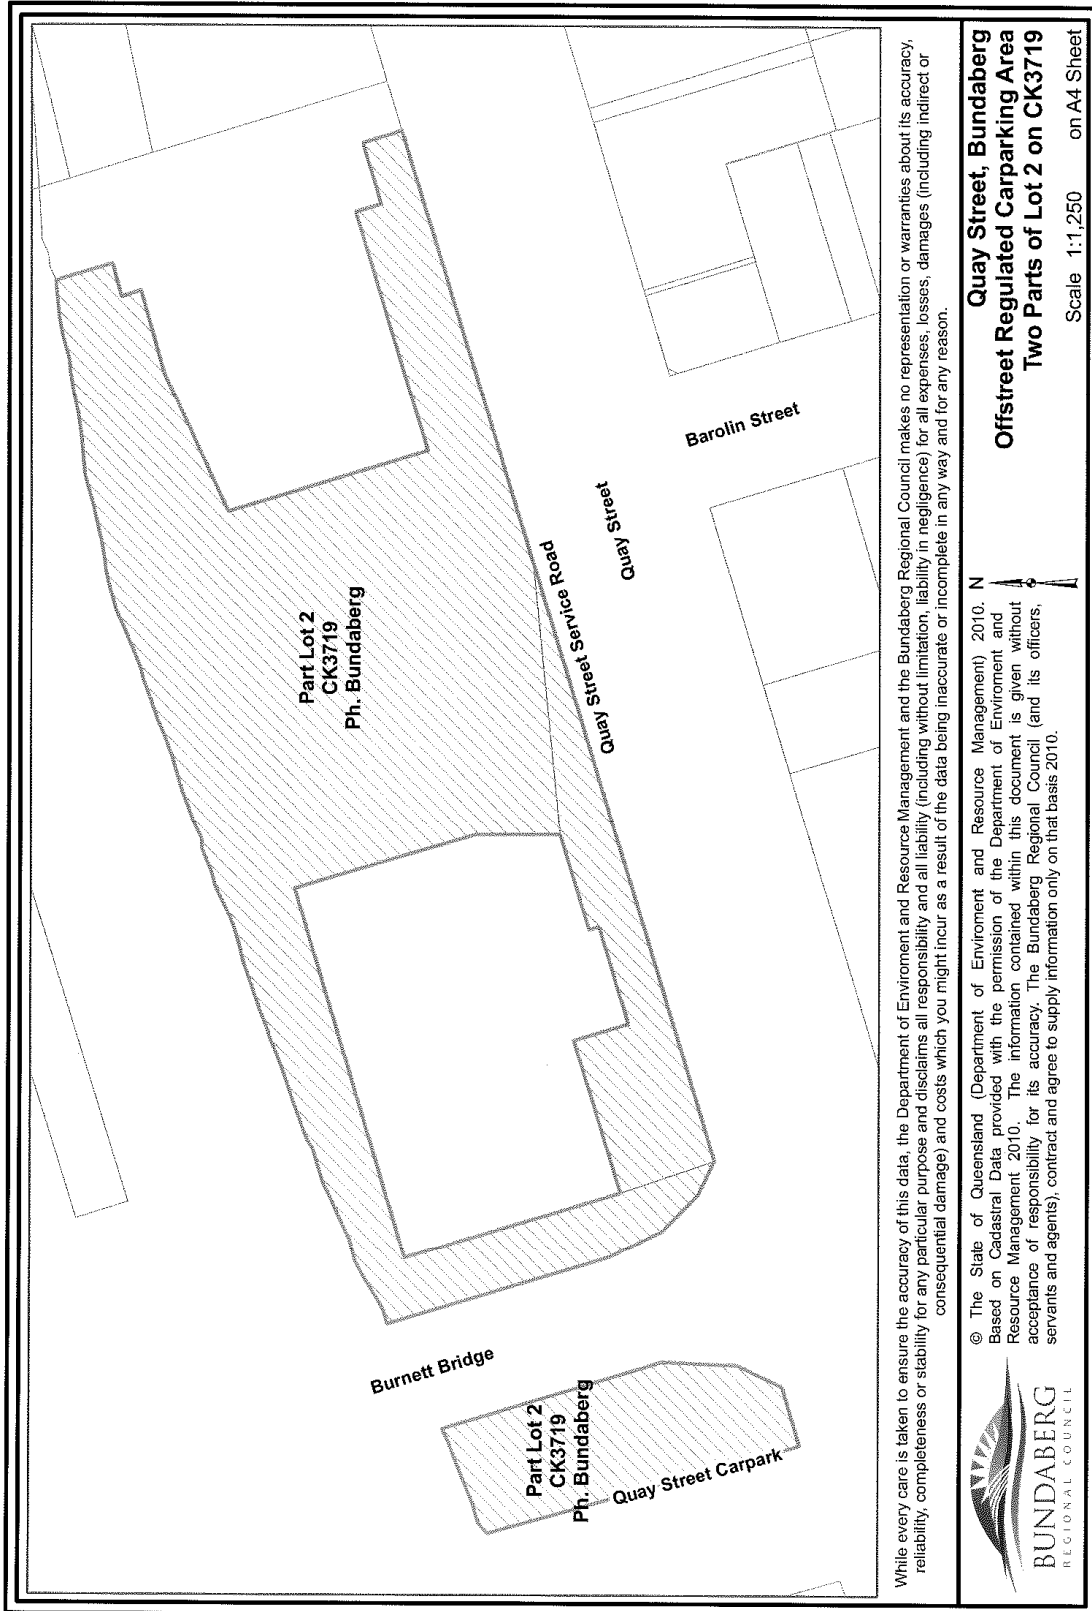 Part Lot 2
CK3719
Ph. Bundaberg
Quay Street Service Road
Quay Street
Barolin Street
Burnett Bridge
Part Lot 2
CK3719
Ph. Bundaberg
Quay Street Carpark
While every care is taken to ensure the accuracy of this data, the Department of Enviroment and Resource Management and the Bundaberg Regional Council makes no representation or warranties about its accuracy,
reliability, completeness or stability for any particular purpose and disclaims all responsibility and all liability (including without limitation, liability in negligence) for all expenses, losses, damages (including indirect or
consequential damage) and costs which you might incur as a result of the data being inaccurate or incomplete in any way and for any reason.
BUNDABERG
REGIONAL COUNCIL
© The State of Queensland (Department of Enviroment and Resource Management) 2010.
Based on Cadastral Data provided with the permission of the Department of Enviroment and
Resource Management 2010. The information contained within this document is given without
acceptance of responsibility for its accuracy. The Bundaberg Regional Council (and its officers,
servants and agents), contract and agree to supply information only on that basis 2010.
N
Quay Street, Bundaberg
Offstreet Regulated Carparking Area
Two Parts of Lot 2 on CK3719
Scale 1:1,250 on A4 Sheet